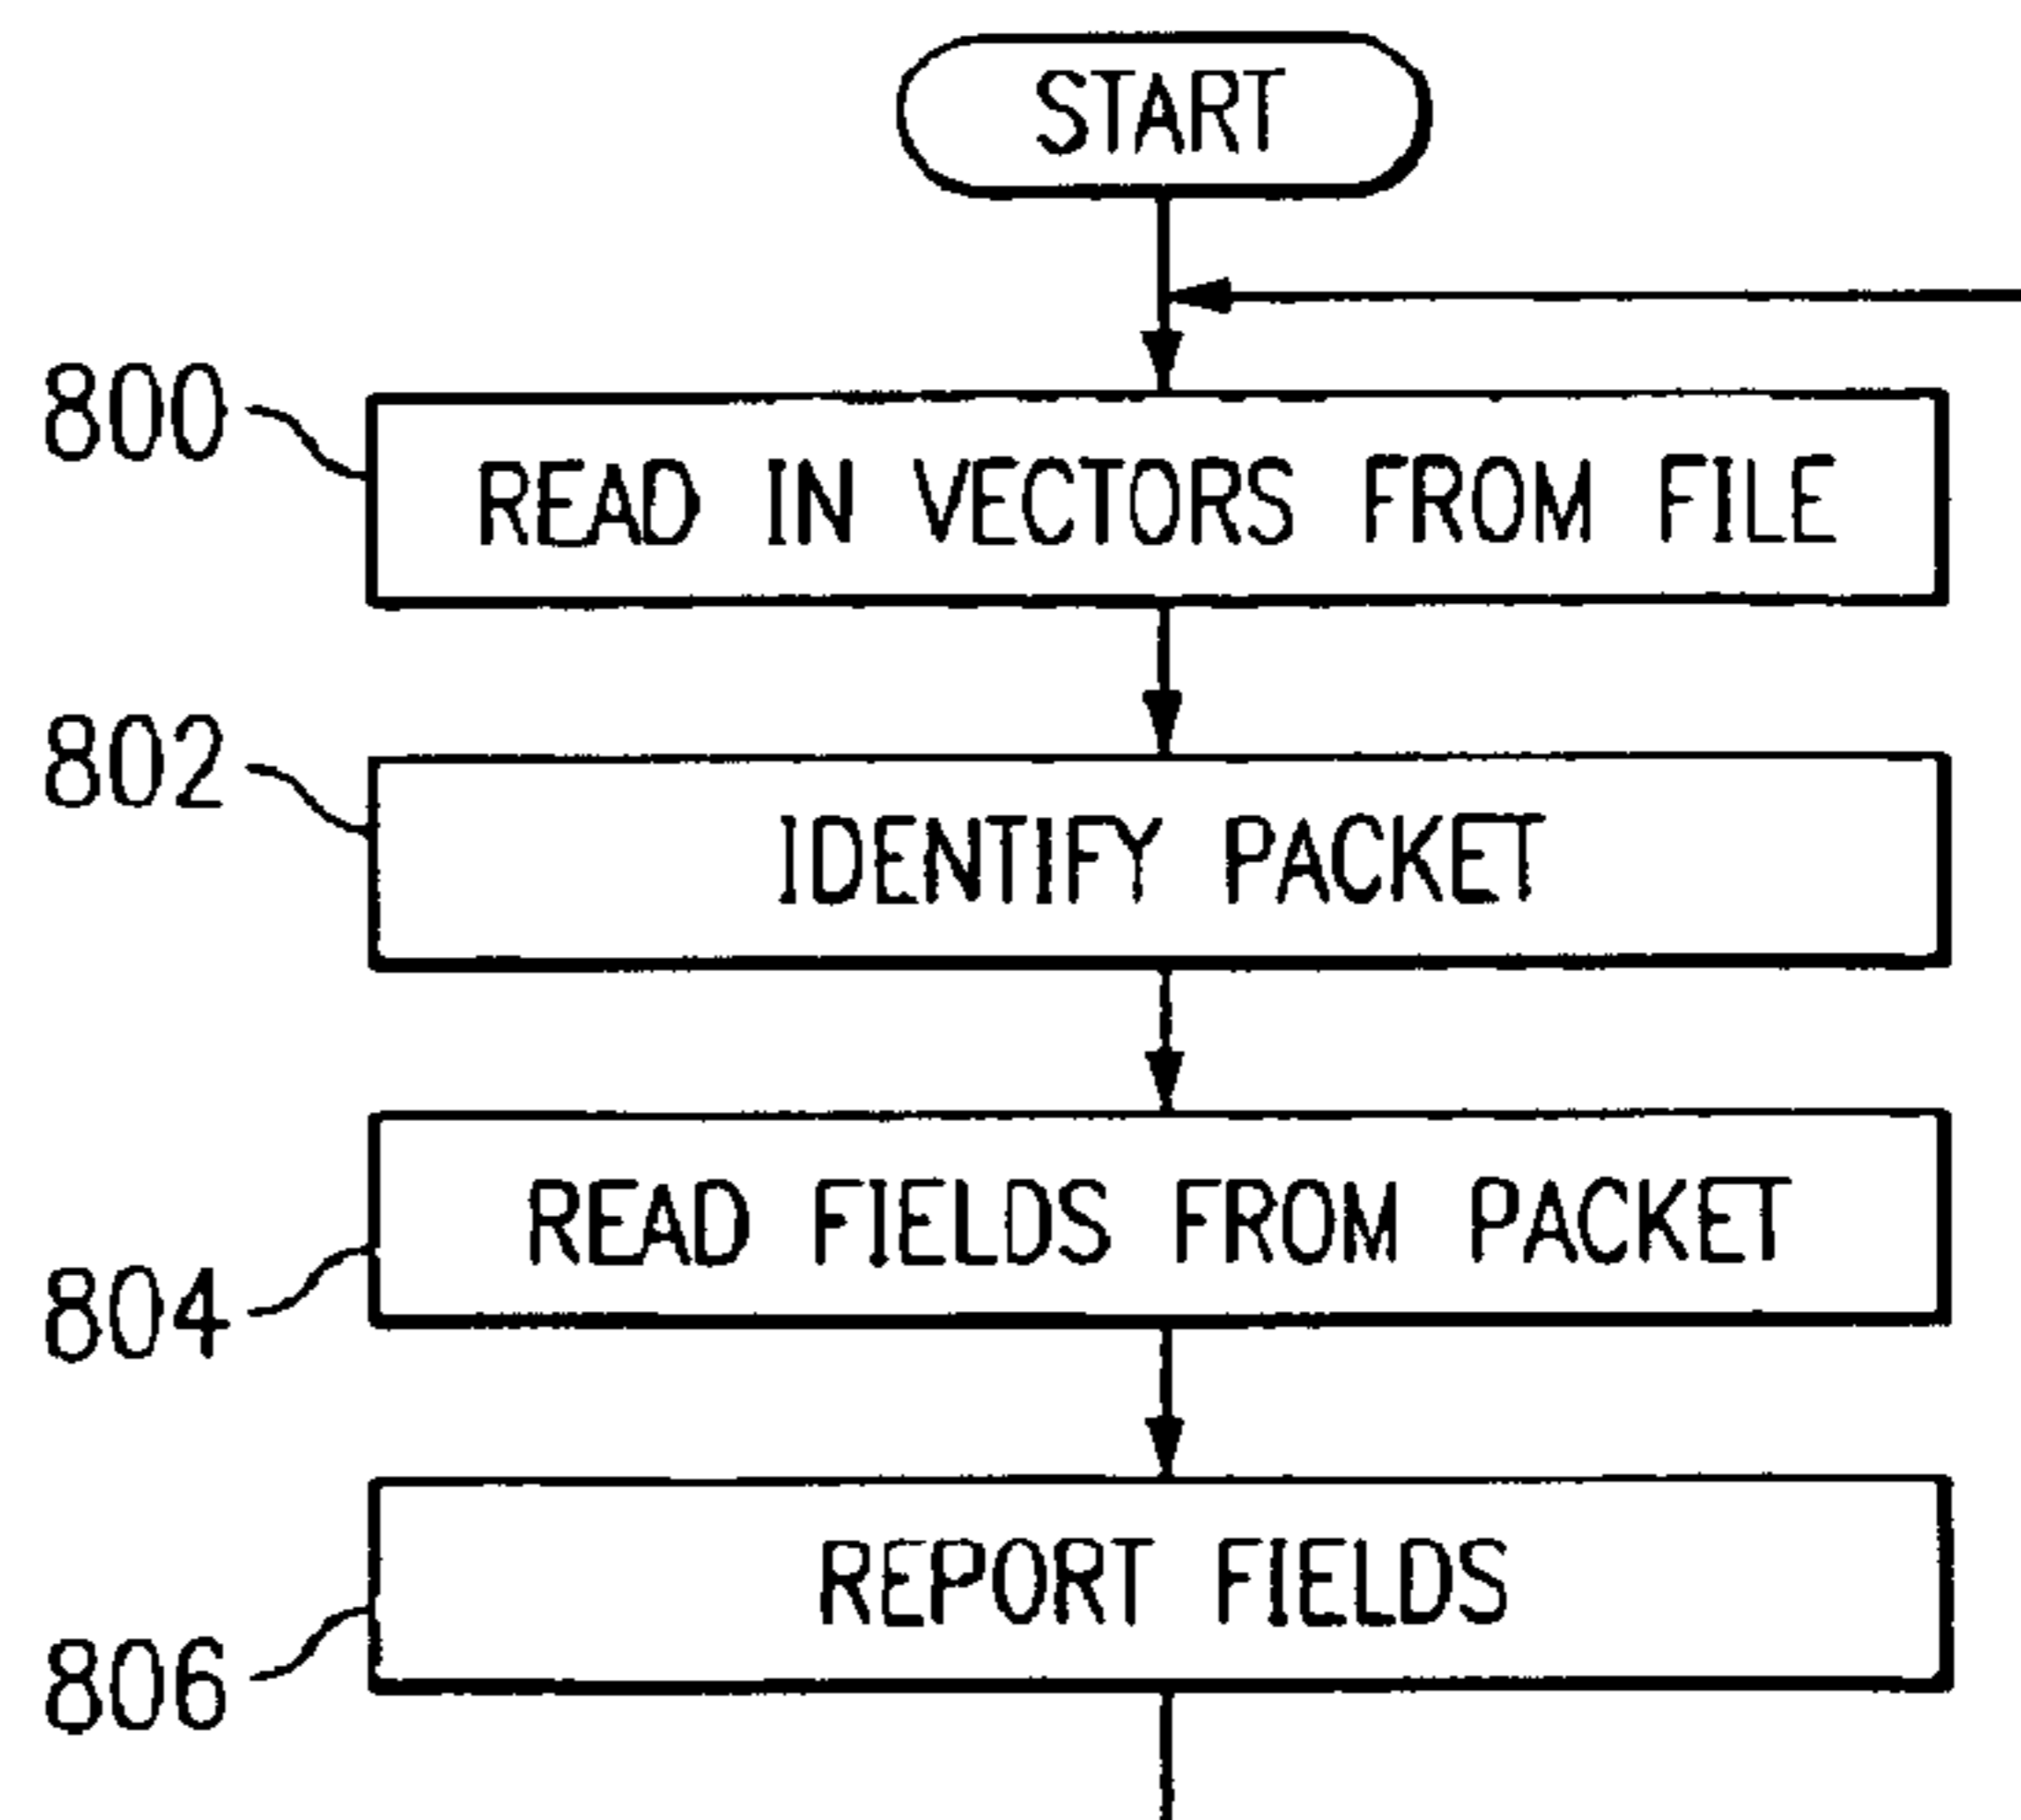 START
800
READ IN VECTORS FROM FILE
802
IDENTIFY PACKET
READ FIELDS FROM PACKET
804
REPORT FIELDS
806